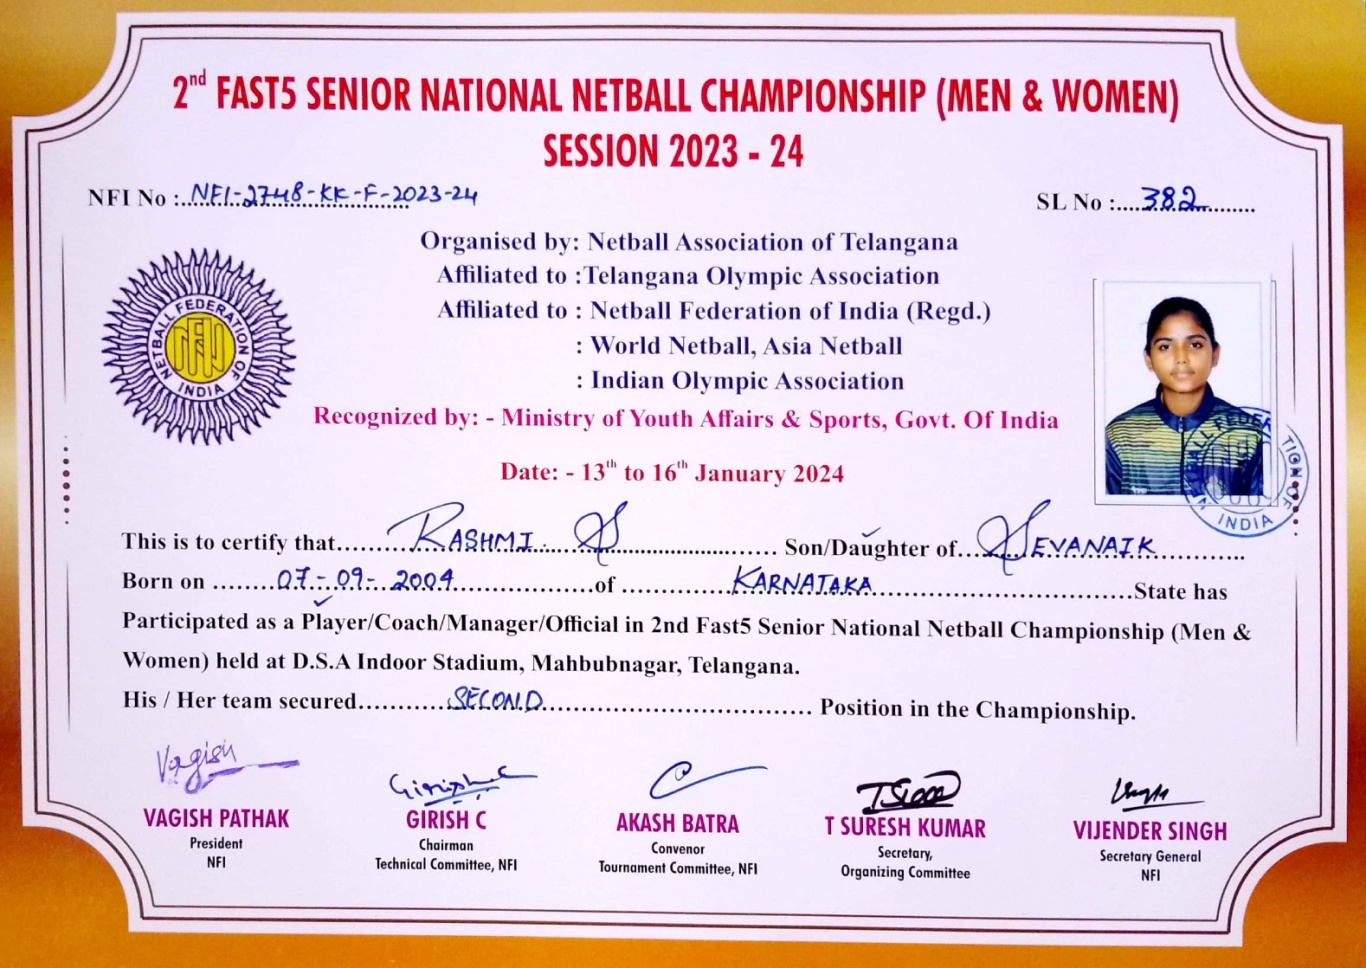 2nd FAST5 SENIOR NATIONAL NETBALL CHAMPIONSHIP (MEN & WOMEN)
SESSION 2023 - 24
NFI No :..NFI-2748-KK-F-2023-24
SL No :....382..........
Organised by: Netball Association of Telangana
Affiliated to :Telangana Olympic Association
Affiliated to : Netball Federation of India (Regd.)
: World Netball, Asia Netball
: Indian Olympic Association
Recognized by: - Ministry of Youth Affairs & Sports, Govt. Of India
Date: - 13th to 16th January 2024
NETBALL FEDERATION OF INDIA
NFI
NETBALL FEDERATION OF INDIA
This is to certify that............RASHMI. S........................... Son/Daughter of...SEVANAIK............
Born on .........07-09-2004....................of ................KARNATAKA.....................................State has
Participated as a Player/Coach/Manager/Official in 2nd Fast5 Senior National Netball Championship (Men &
Women) held at D.S.A Indoor Stadium, Mahbubnagar, Telangana.
His / Her team secured.............SECOND...................................... Position in the Championship.
Vagish
VAGISH PATHAK
President
NFI
GIRISH C
Chairman
Technical Committee, NFI
AKASH BATRA
Convenor
Tournament Committee, NFI
T SURESH KUMAR
Secretary,
Organizing Committee
VIJENDER SINGH
Secretary General
NFI